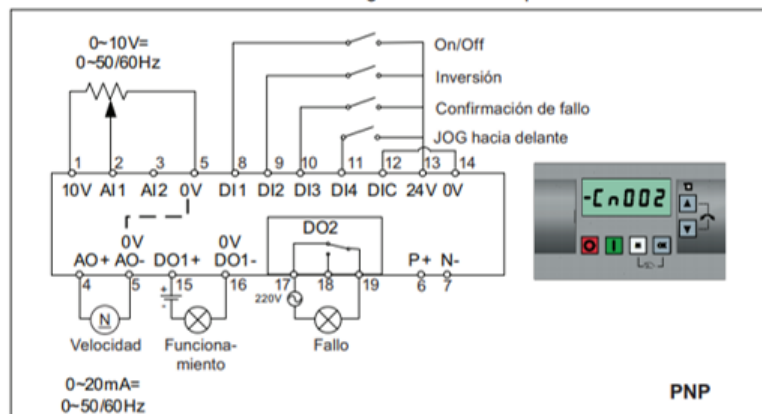 0~10V=
0~50/60Hz
On/Off
Inversión
Confirmación de fallo
JOG hacia delante
1 2 3 5 8 9 10 11 12 13 14
10V AI1 AI2 0V DI1 DI2 DI3 DI4 DIC 24V 0V
-Cn002
DO2
0V 0V
AO+ AO- DO1+ DO1- P+ N-
4 5 15 16 17 18 19 6 7
+
-
220V
N
Velocidad
Funciona-
miento
Fallo
0~20mA=
0~50/60Hz
PNP